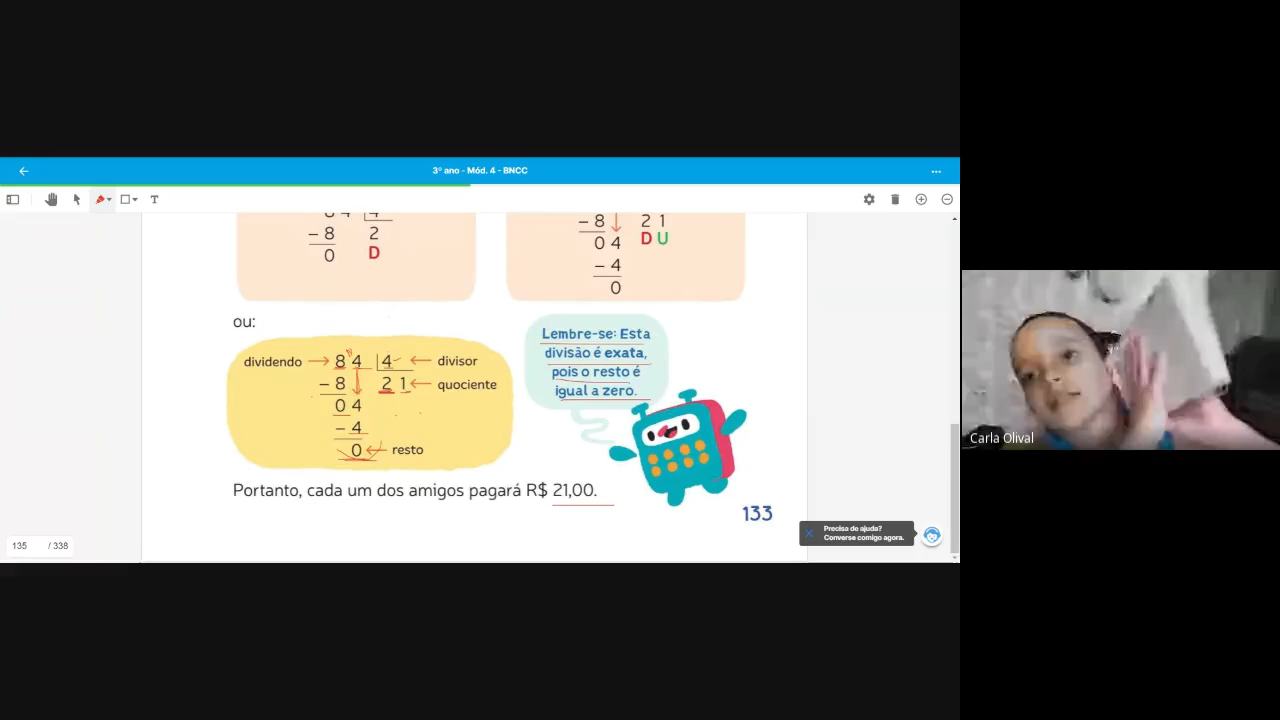 3º ano - Mód. 4 - BNCC
T
- 8 2
0 D
- 8 ↓ 2 1
0 4 D U
- 4
0
ou:
dividendo → 8 4 4 ← divisor
- 8 ↓ 2 1 ← quociente
0 4
- 4
0 ← resto
Lembre-se: Esta
divisão é exata,
pois o resto é
igual a zero.
Portanto, cada um dos amigos pagará R$ 21,00.
133
135 / 338
Precisa de ajuda?
Converse comigo agora.
Carla Olival